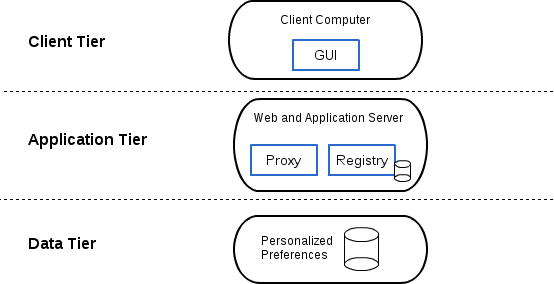 Client Computer
Client Tier
GUI
Web and Application Server
Application Tier
Proxy
Registry
Personalized
Data Tier
Preferences